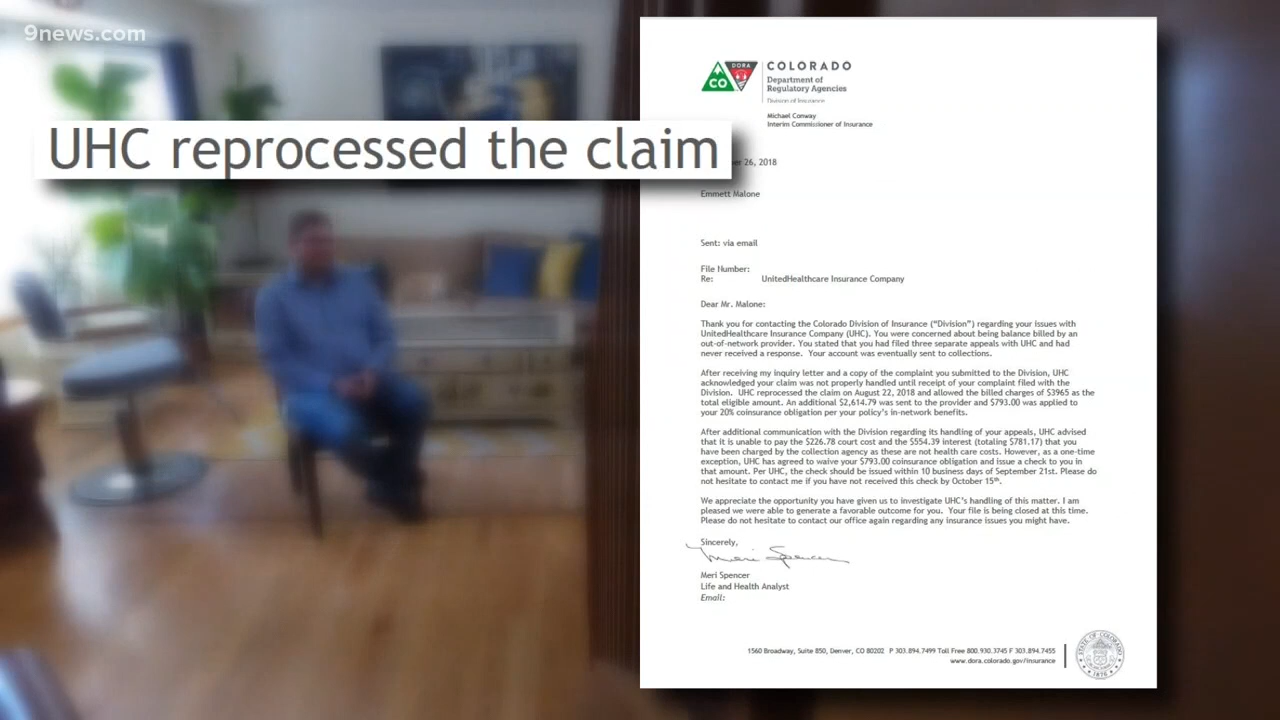 9news.com
UHC reprocessed the claim
CO
DORA
COLORADO
Department of
Regulatory Agencies
Division of Insurance
Michael Conway
Interim Commissioner of Insurance
26, 2018
Emmett Malone
Sent: via email
File Number:
Re: UnitedHealthcare Insurance Company
Dear Mr. Malone:
Thank you for contacting the Colorado Division of Insurance (“Division”) regarding your issues with
UnitedHealthcare Insurance Company (UHC). You were concerned about being balance billed by an
out-of-network provider. You stated that you had filed three separate appeals with UHC and had
never received a response. Your account was eventually sent to collections.
After receiving my inquiry letter and a copy of the complaint you submitted to the Division, UHC
acknowledged your claim was not properly handled until receipt of your complaint filed with the
Division. UHC reprocessed the claim on August 22, 2018 and allowed the billed charges of $3965 as the
total eligible amount. An additional $2,614.79 was sent to the provider and $793.00 was applied to
your 20% coinsurance obligation per your policy’s in-network benefits.
After additional communication with the Division regarding its handling of your appeals, UHC advised
that it is unable to pay the $226.78 court cost and the $554.39 interest (totaling $781.17) that you
have been charged by the collection agency as these are not health care costs. However, as a one-time
exception, UHC has agreed to waive your $793.00 coinsurance obligation and issue a check to you in
that amount. Per UHC, the check should be issued within 10 business days of September 21st. Please do
not hesitate to contact me if you have not received this check by October 15th.
We appreciate the opportunity you have given us to investigate UHC’s handling of this matter. I am
pleased we were able to generate a favorable outcome for you. Your file is being closed at this time.
Please do not hesitate to contact our office again regarding any insurance issues you might have.
Sincerely,
Meri Spencer
Meri Spencer
Life and Health Analyst
Email:
1560 Broadway, Suite 850, Denver, CO 80202 P 303.894.7499 Toll Free 800.930.3745 F 303.894.7455
www.dora.colorado.gov/insurance
STATE OF COLORADO
1876